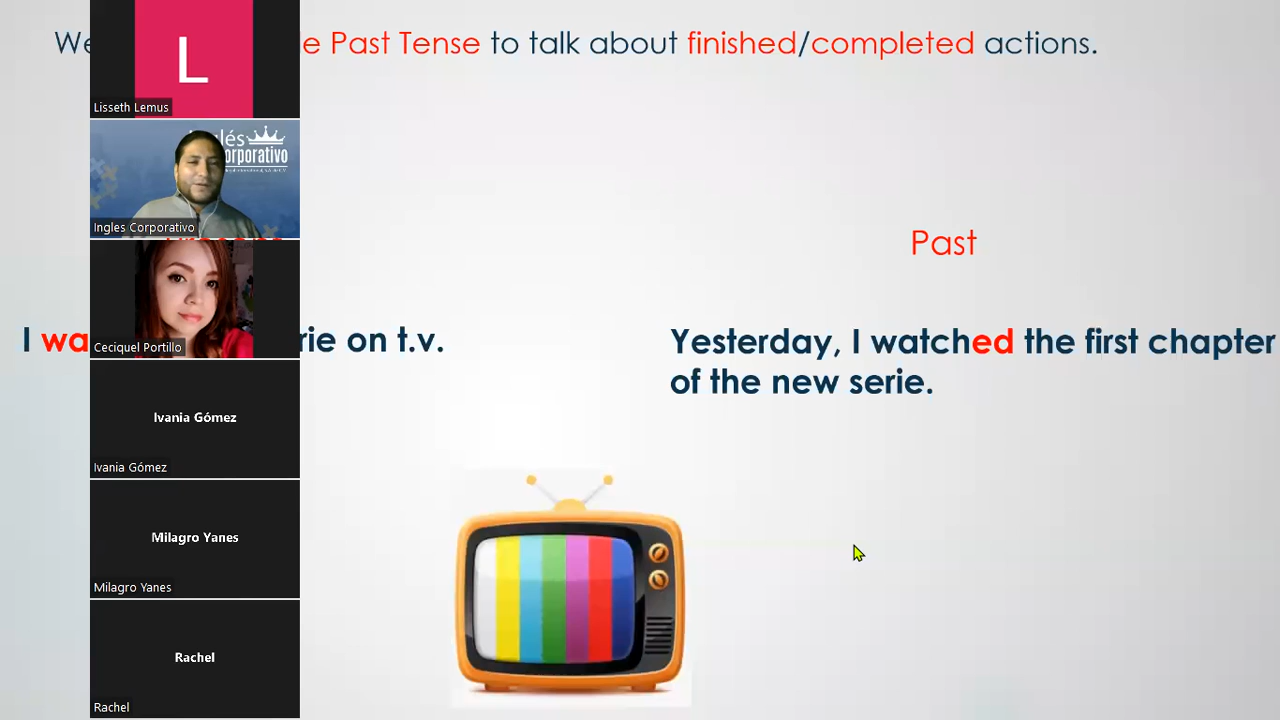 We
e Past Tense to talk about finished/completed actions.
L
Lisseth Lemus
Ingles Corporativo
Past
I wa
rie on t.v.
Yesterday, I watched the first chapter
of the new serie.
Ceciquel Portillo
Ivania Gómez
Ivania Gómez
Milagro Yanes
Milagro Yanes
Rachel
Rachel